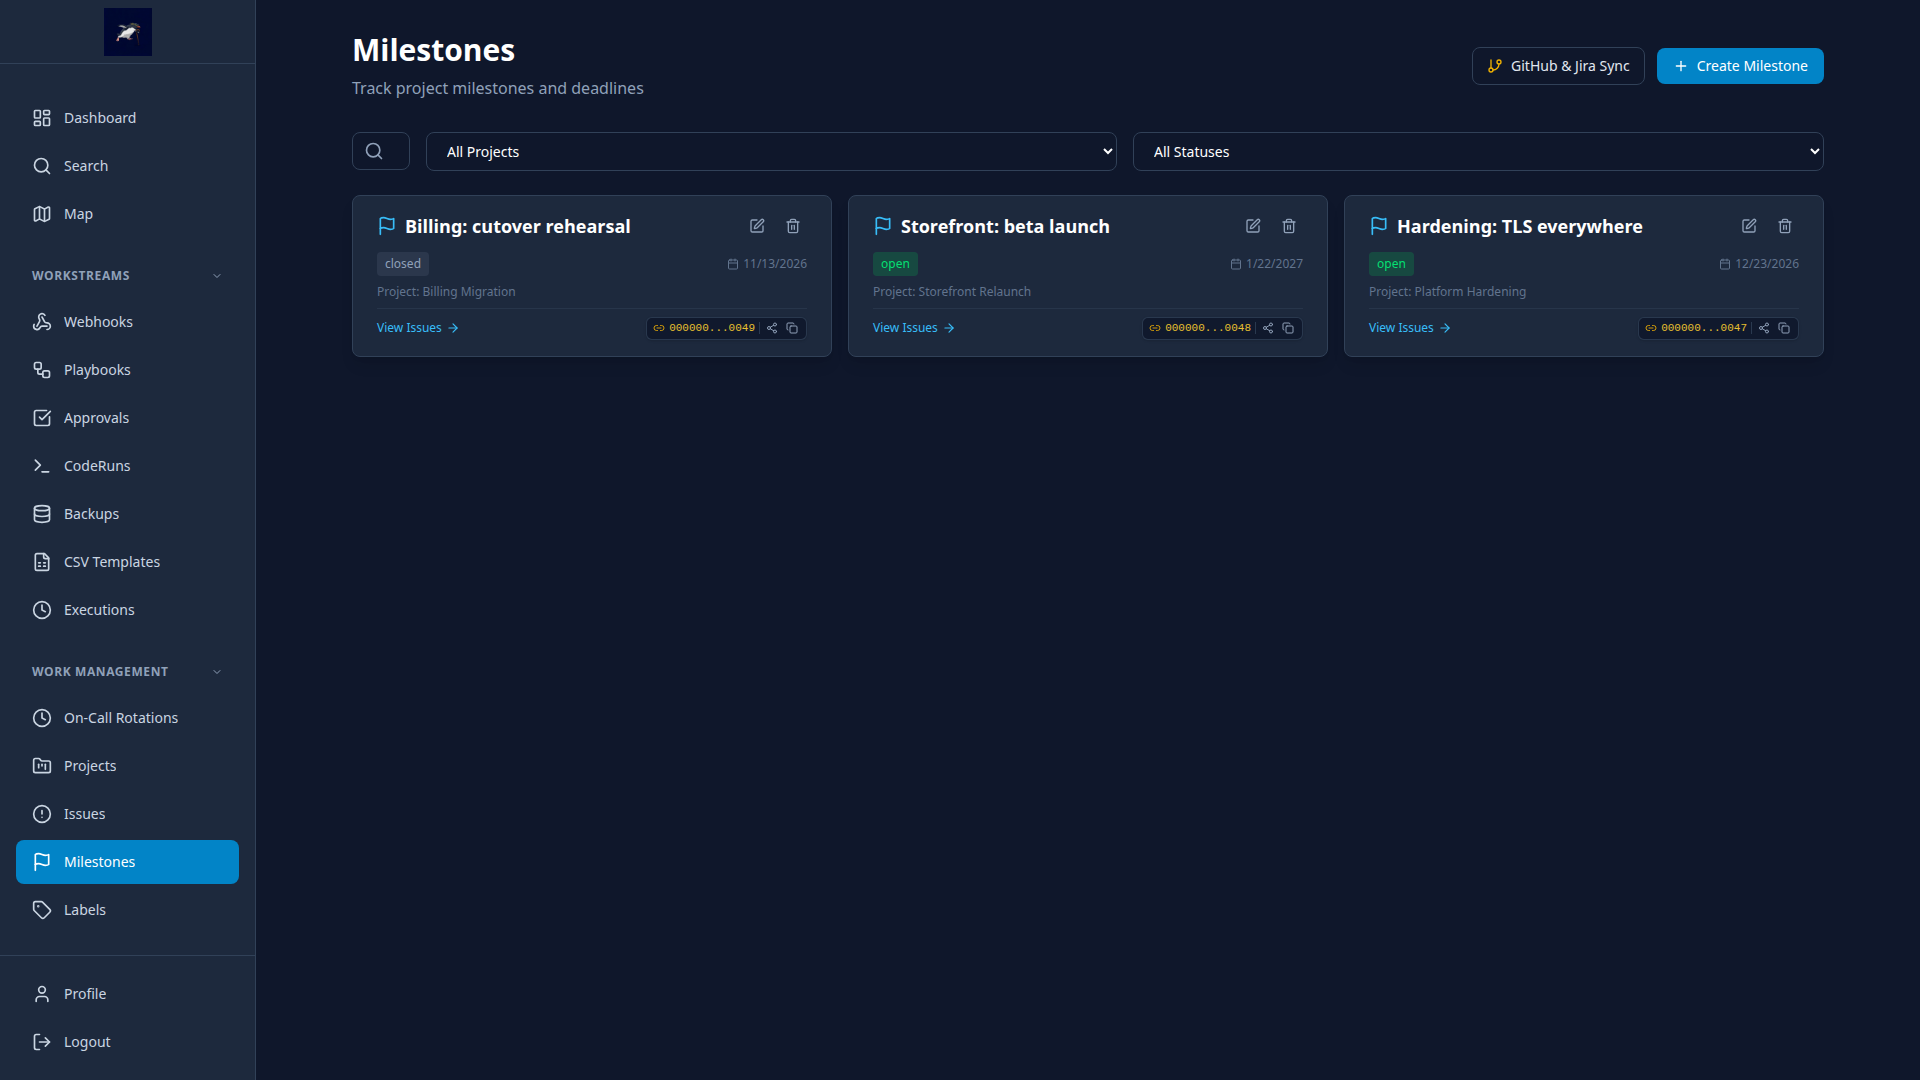 Dashboard
Search
Map
WORKSTREAMS
Webhooks
Playbooks
Approvals
CodeRuns
Backups
CSV Templates
Executions
WORK MANAGEMENT
On-Call Rotations
Projects
Issues
Milestones
Labels
Profile
Logout
Milestones
Track project milestones and deadlines
GitHub & Jira Sync
Create Milestone
All Projects
All Statuses
Billing: cutover rehearsal
closed
11/13/2026
Project: Billing Migration
View Issues
000000...0049
Storefront: beta launch
open
1/22/2027
Project: Storefront Relaunch
View Issues
000000...0048
Hardening: TLS everywhere
open
12/23/2026
Project: Platform Hardening
View Issues
000000...0047